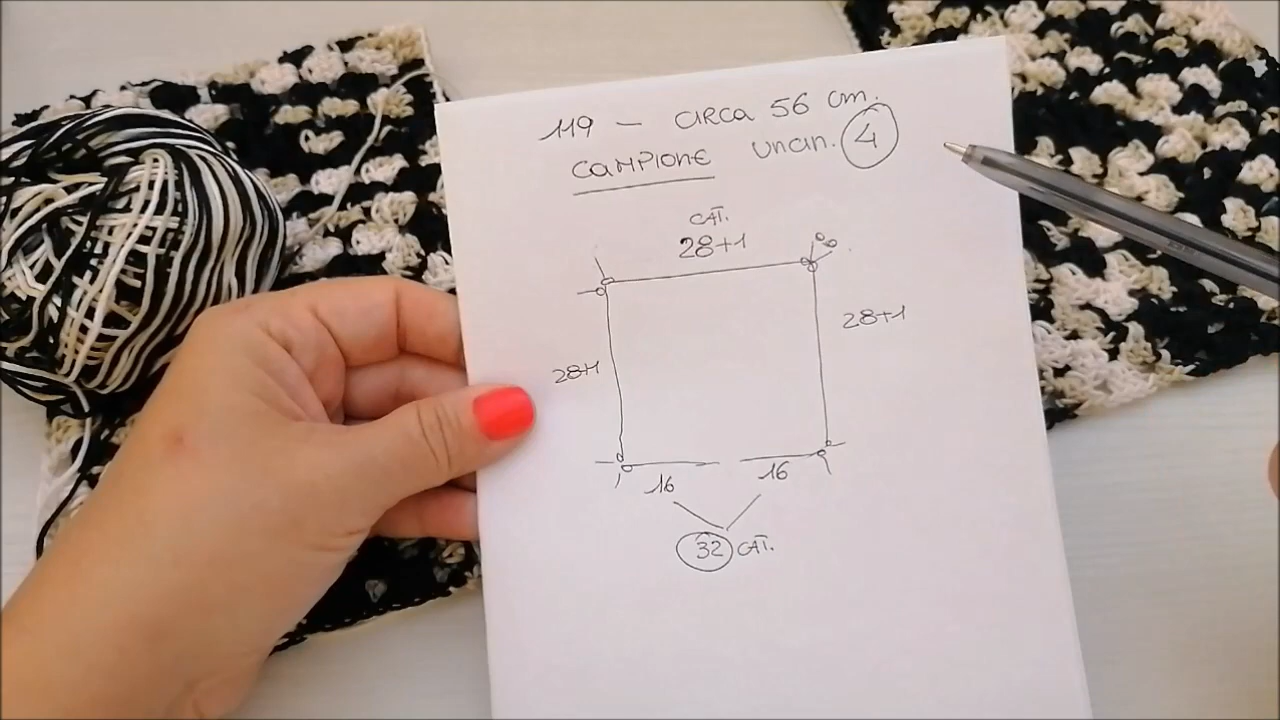 119 - CIRCA 56 cm.
CAMPIONE Uncin. 4
CAT.
28+1
28+1
28+1
16 16
32 CAT.